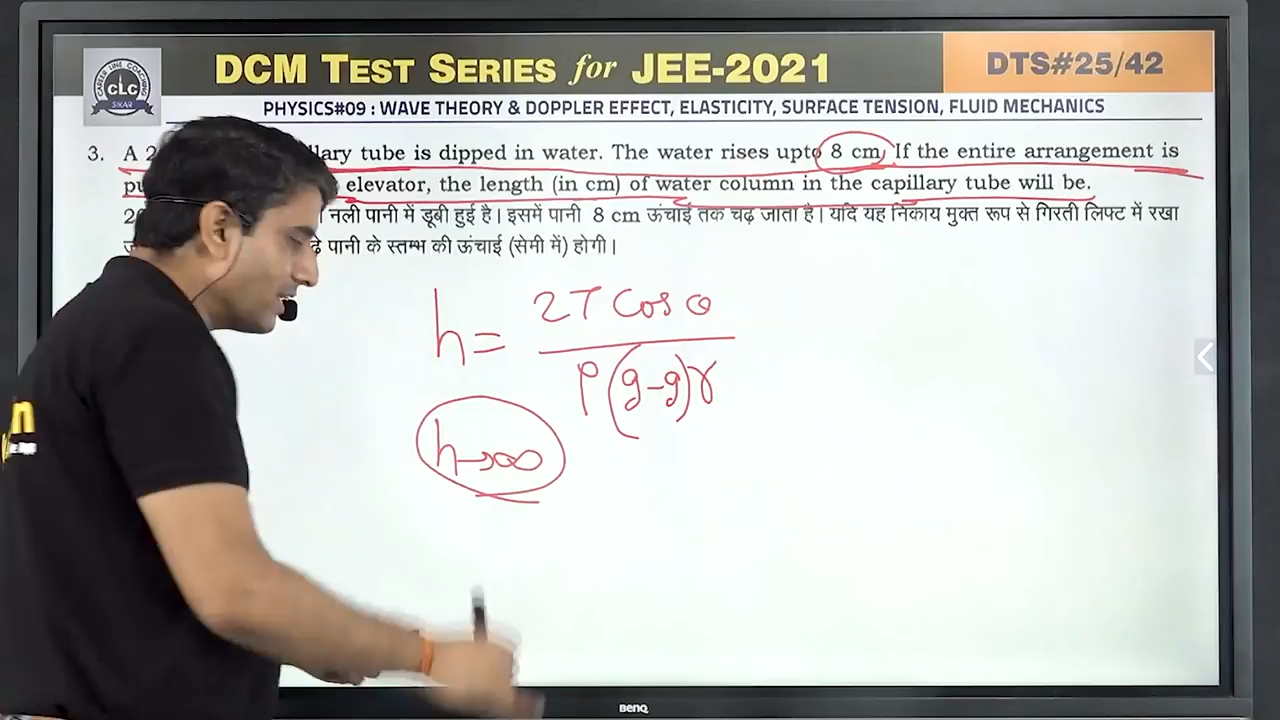 DCM TEST SERIES for JEE-2021
DTS#25/42
CAREER LINE COACHING
CLC
SIKAR
PHYSICS#09 : WAVE THEORY & DOPPLER EFFECT, ELASTICITY, SURFACE TENSION, FLUID MECHANICS
3. A 2 llary tube is dipped in water. The water rises upto 8 cm. If the entire arrangement is
pu elevator, the length (in cm) of water column in the capillary tube will be.
20 नली पानी में डूबी हुई है। इसमें पानी 8 cm ऊंचाई तक चढ़ जाता है। यदि यह निकाय मुक्त रूप से गिरती लिफ्ट में रखा
ढे पानी के स्तम्भ की ऊंचाई (सेमी में) होगी।
h = 2T Cos θ
ρ(g-g)r
h→∞
BenQ